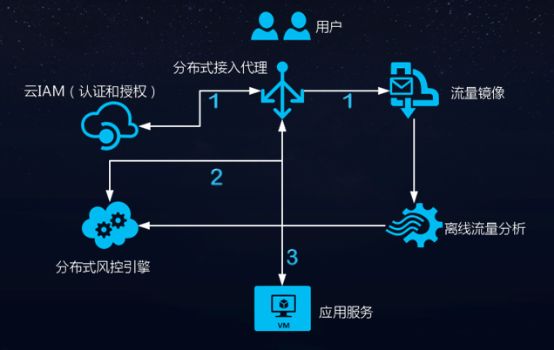 用户
分布式接入代理
云IAM（认证和授权）
1
1
流量镜像
2
离线流量分析
分布式风控引擎
3
应用服务
VM